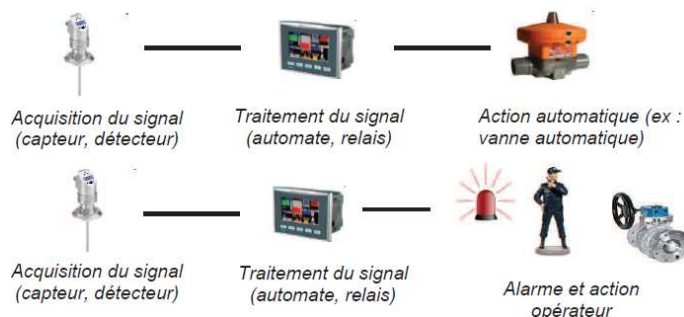 Acquisition du signal
(capteur, détecteur)
Traitement du signal
(automate, relais)
Action automatique (ex :
vanne automatique)
Acquisition du signal
(capteur, détecteur)
Traitement du signal
(automate, relais)
Alarme et action
opérateur